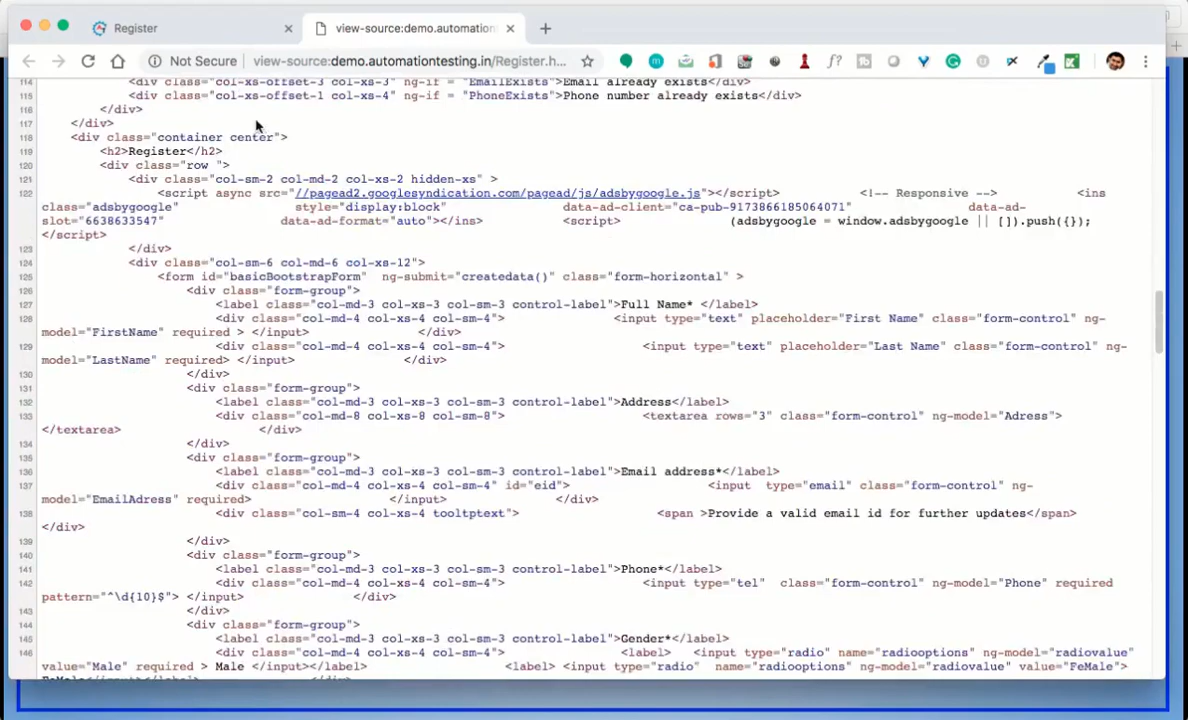 Register
view-source:demo.automation
Not Secure view-source:demo.automationtesting.in/Register.h...
114 <div class="col-xs-offset-3 col-xs-3" ng-if = "EmailExists">Email already exists</div>
115 <div class="col-xs-offset-1 col-xs-4" ng-if = "PhoneExists">Phone number already exists</div>
116 </div>
117 </div>
118 <div class="container center">
119 <h2>Register</h2>
120 <div class="row ">
121 <div class="col-sm-2 col-md-2 col-xs-2 hidden-xs" >
122 <script async src="//pagead2.googlesyndication.com/pagead/js/adsbygoogle.js"></script> <!-- Responsive --> <ins
class="adsbygoogle" style="display:block" data-ad-client="ca-pub-9173866185064071" data-ad-
slot="6638633547" data-ad-format="auto"></ins> <script> (adsbygoogle = window.adsbygoogle || []).push({});
</script>
123 </div>
124 <div class="col-sm-6 col-md-6 col-xs-12">
125 <form id="basicBootstrapForm" ng-submit="createdata()" class="form-horizontal" >
126 <div class="form-group">
127 <label class="col-md-3 col-xs-3 col-sm-3 control-label">Full Name* </label>
128 <div class="col-md-4 col-xs-4 col-sm-4"> <input type="text" placeholder="First Name" class="form-control" ng-
model="FirstName" required > </input> </div>
129 <div class="col-md-4 col-xs-4 col-sm-4"> <input type="text" placeholder="Last Name" class="form-control" ng-
model="LastName" required> </input> </div>
130 </div>
131 <div class="form-group">
132 <label class="col-md-3 col-xs-3 col-sm-3 control-label">Address</label>
133 <div class="col-md-8 col-xs-8 col-sm-8"> <textarea rows="3" class="form-control" ng-model="Adress">
</textarea> </div>
134 </div>
135 <div class="form-group">
136 <label class="col-md-3 col-xs-3 col-sm-3 control-label">Email address*</label>
137 <div class="col-md-4 col-xs-4 col-sm-4" id="eid"> <input type="email" class="form-control" ng-
model="EmailAdress" required> </input> </div>
138 <div class="col-sm-4 col-xs-4 tooltptext"> <span >Provide a valid email id for further updates</span>
</div>
139 </div>
140 <div class="form-group">
141 <label class="col-md-3 col-xs-3 col-sm-3 control-label">Phone*</label>
142 <div class="col-md-4 col-xs-4 col-sm-4"> <input type="tel" class="form-control" ng-model="Phone" required
pattern="^\d{10}$"> </input> </div>
143 </div>
144 <div class="form-group">
145 <label class="col-md-3 col-xs-3 col-sm-3 control-label">Gender*</label>
146 <div class="col-md-4 col-xs-4 col-sm-4"> <label> <input type="radio" name="radiooptions" ng-model="radiovalue"
value="Male" required > Male </input></label> <label> <input type="radio" name="radiooptions" ng-model="radiovalue" value="FeMale">